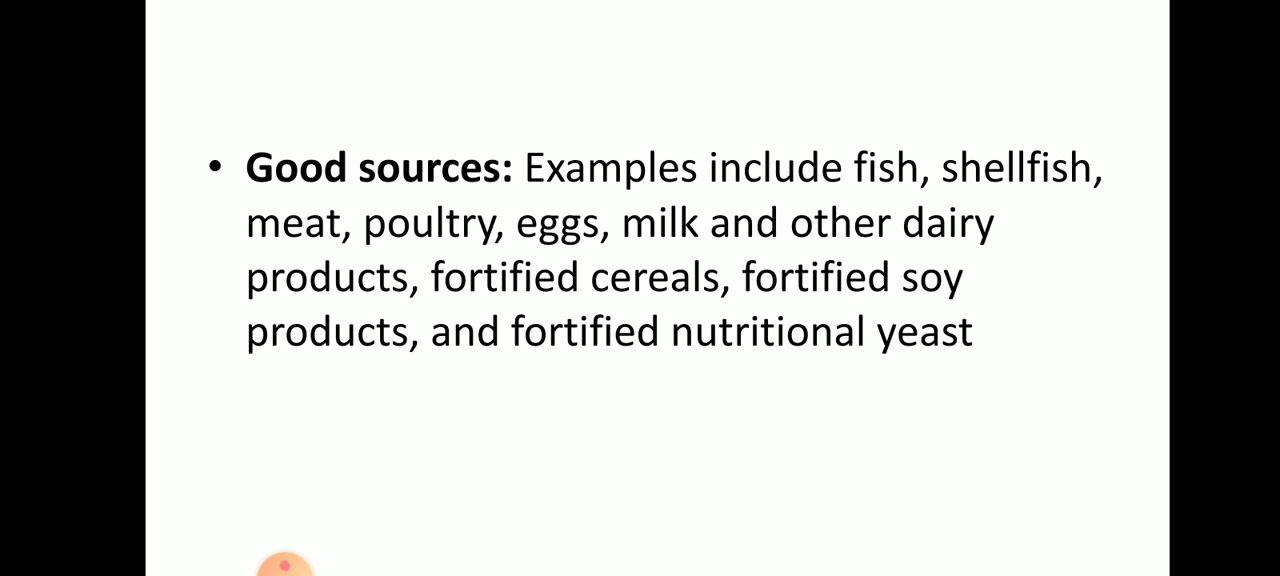 • Good sources: Examples include fish, shellfish,
meat, poultry, eggs, milk and other dairy
products, fortified cereals, fortified soy
products, and fortified nutritional yeast